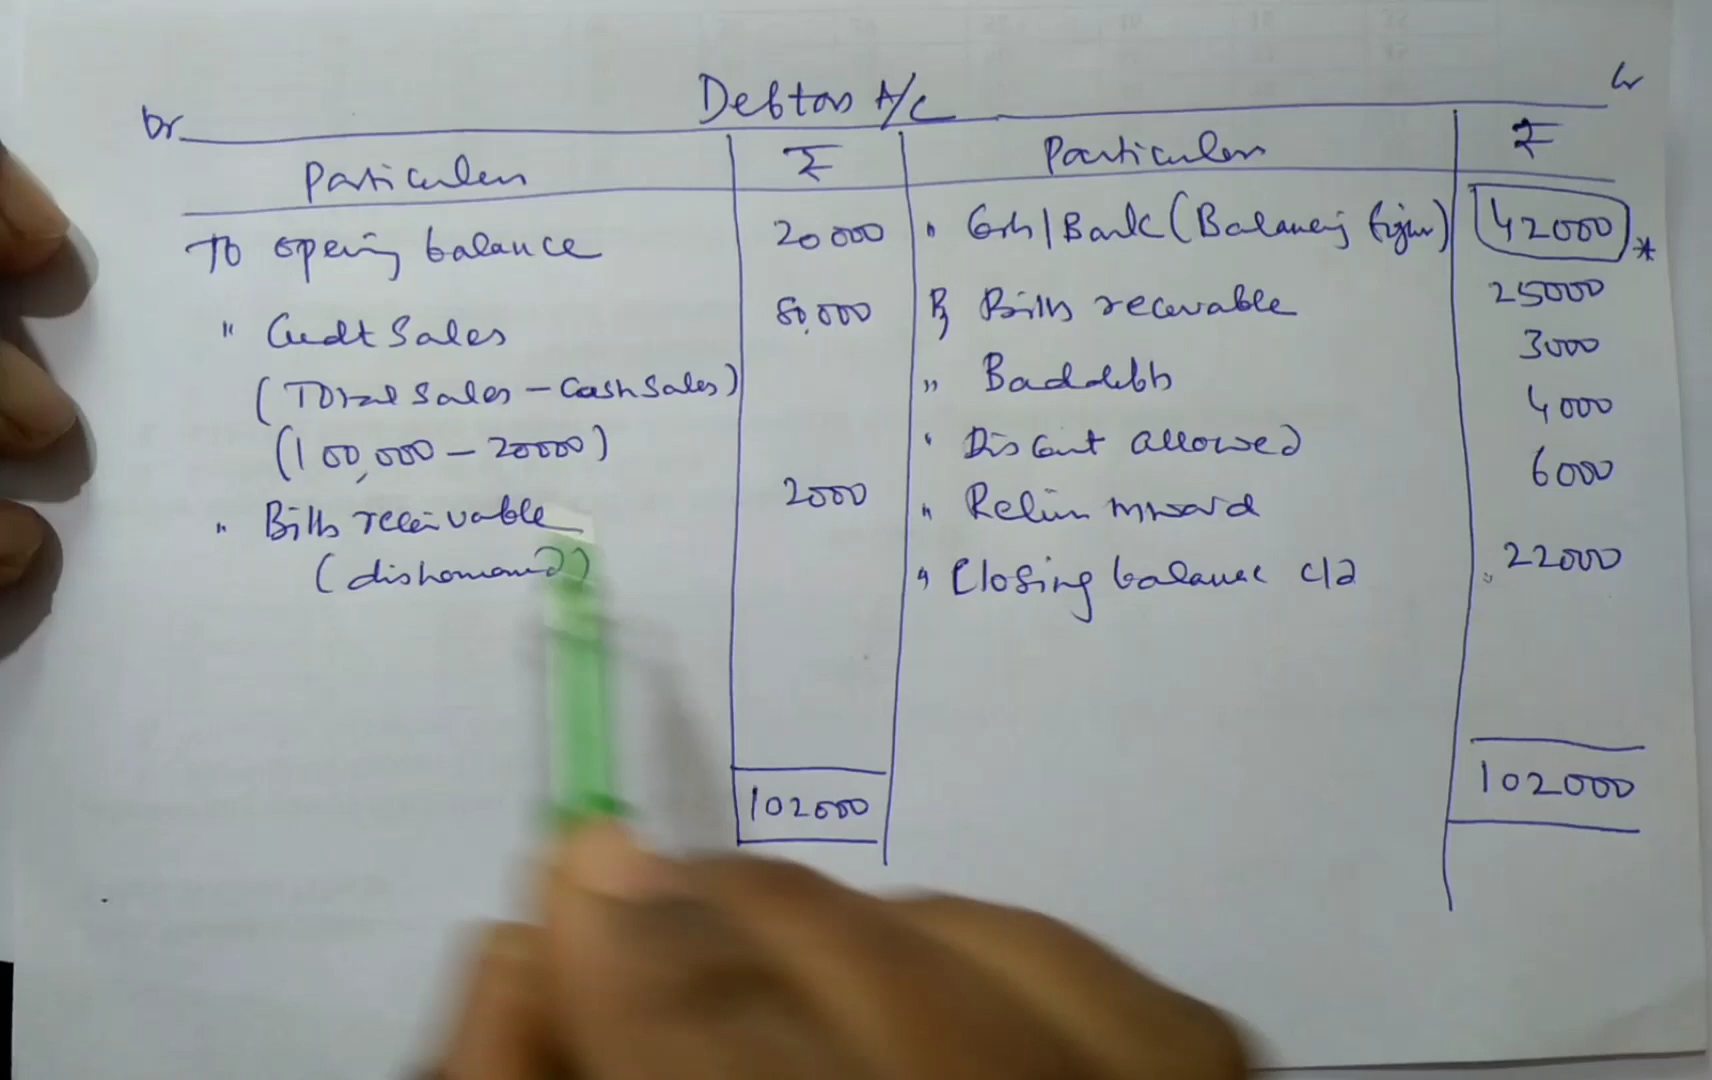 Debtors A/C
Dr Cr
Particulars ₹ Particulars ₹
To opening balance 20000 " Cash/Bank (Balancing figure) 42000 *
" Credit Sales 80,000 By Bills receivable 25000
(Total Sales - Cash Sales) " Bad debts 3000
(100,000 - 20000) " Discount allowed 4000
" Bills receivable 2000 " Return inward 6000
(dishonoured) " Closing balance c/d 22000
102000 102000